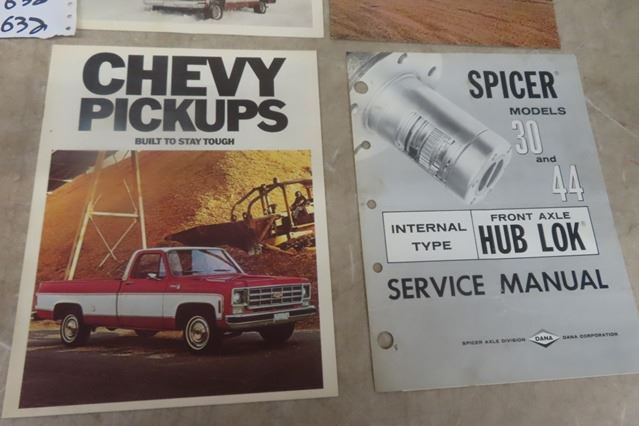 632
CHEVY
PICKUPS
BUILT TO STAY TOUGH
SPICER®
MODELS
30
and
44
INTERNAL
TYPE
FRONT AXLE
HUB LOK®
SERVICE MANUAL
SPICER AXLE DIVISION
DANA
DANA CORPORATION